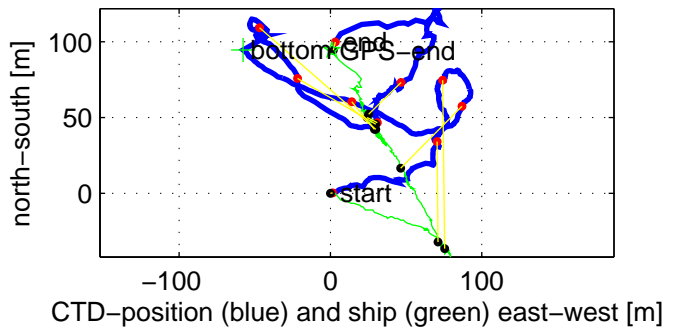 end
bottom GPS−end
100
50
0
start
north−south [m]
−100 0 100
CTD−position (blue) and ship (green) east−west [m]